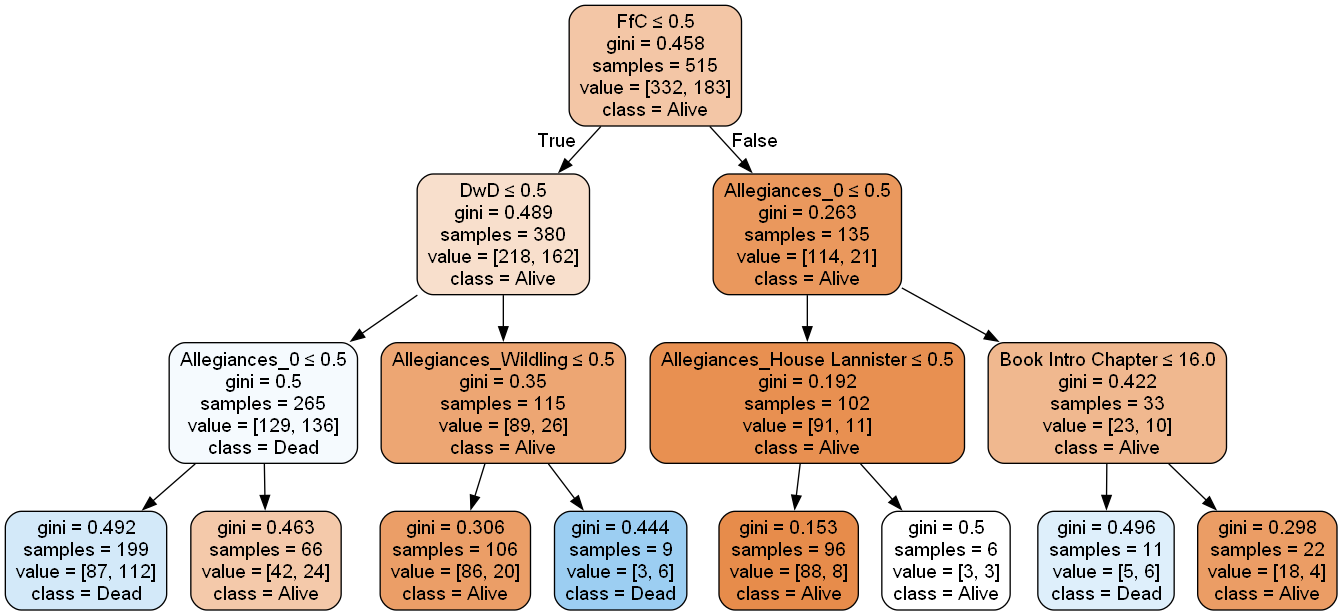 FfC ≤ 0.5
gini = 0.458
samples = 515
value = [332, 183]
class = Alive
True
False
DwD ≤ 0.5
gini = 0.489
samples = 380
value = [218, 162]
class = Alive
Allegiances_0 ≤ 0.5
gini = 0.263
samples = 135
value = [114, 21]
class = Alive
Allegiances_0 ≤ 0.5
gini = 0.5
samples = 265
value = [129, 136]
class = Dead
Allegiances_Wildling ≤ 0.5
gini = 0.35
samples = 115
value = [89, 26]
class = Alive
Allegiances_House Lannister ≤ 0.5
gini = 0.192
samples = 102
value = [91, 11]
class = Alive
Book Intro Chapter ≤ 16.0
gini = 0.422
samples = 33
value = [23, 10]
class = Alive
gini = 0.492
samples = 199
value = [87, 112]
class = Dead
gini = 0.463
samples = 66
value = [42, 24]
class = Alive
gini = 0.306
samples = 106
value = [86, 20]
class = Alive
gini = 0.444
samples = 9
value = [3, 6]
class = Dead
gini = 0.153
samples = 96
value = [88, 8]
class = Alive
gini = 0.5
samples = 6
value = [3, 3]
class = Alive
gini = 0.496
samples = 11
value = [5, 6]
class = Dead
gini = 0.298
samples = 22
value = [18, 4]
class = Alive